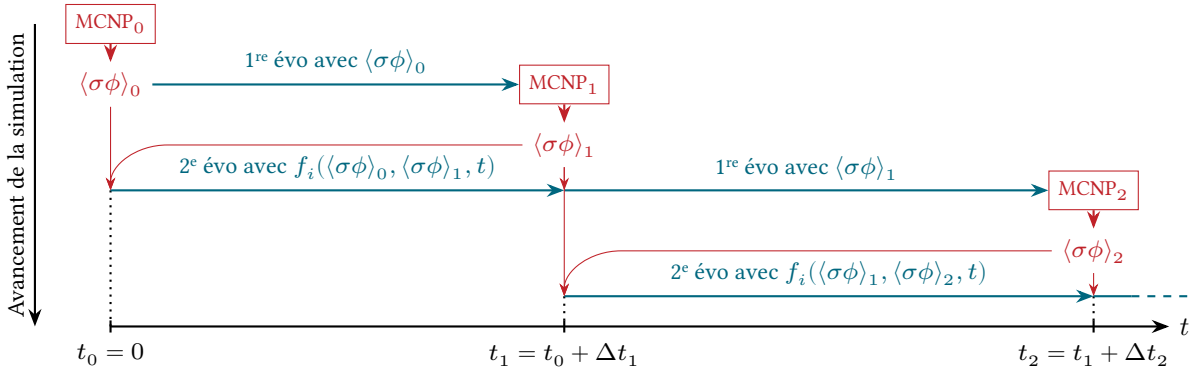 MCNP₀
⟨σϕ⟩₀
1ʳᵉ évo avec ⟨σϕ⟩₀
MCNP₁
⟨σϕ⟩₁
2ᵉ évo avec fᵢ(⟨σϕ⟩₀, ⟨σϕ⟩₁, t)
1ʳᵉ évo avec ⟨σϕ⟩₁
MCNP₂
⟨σϕ⟩₂
2ᵉ évo avec fᵢ(⟨σϕ⟩₁, ⟨σϕ⟩₂, t)
Avancement de la simulation
t
t₀ = 0
t₁ = t₀ + Δt₁
t₂ = t₁ + Δt₂